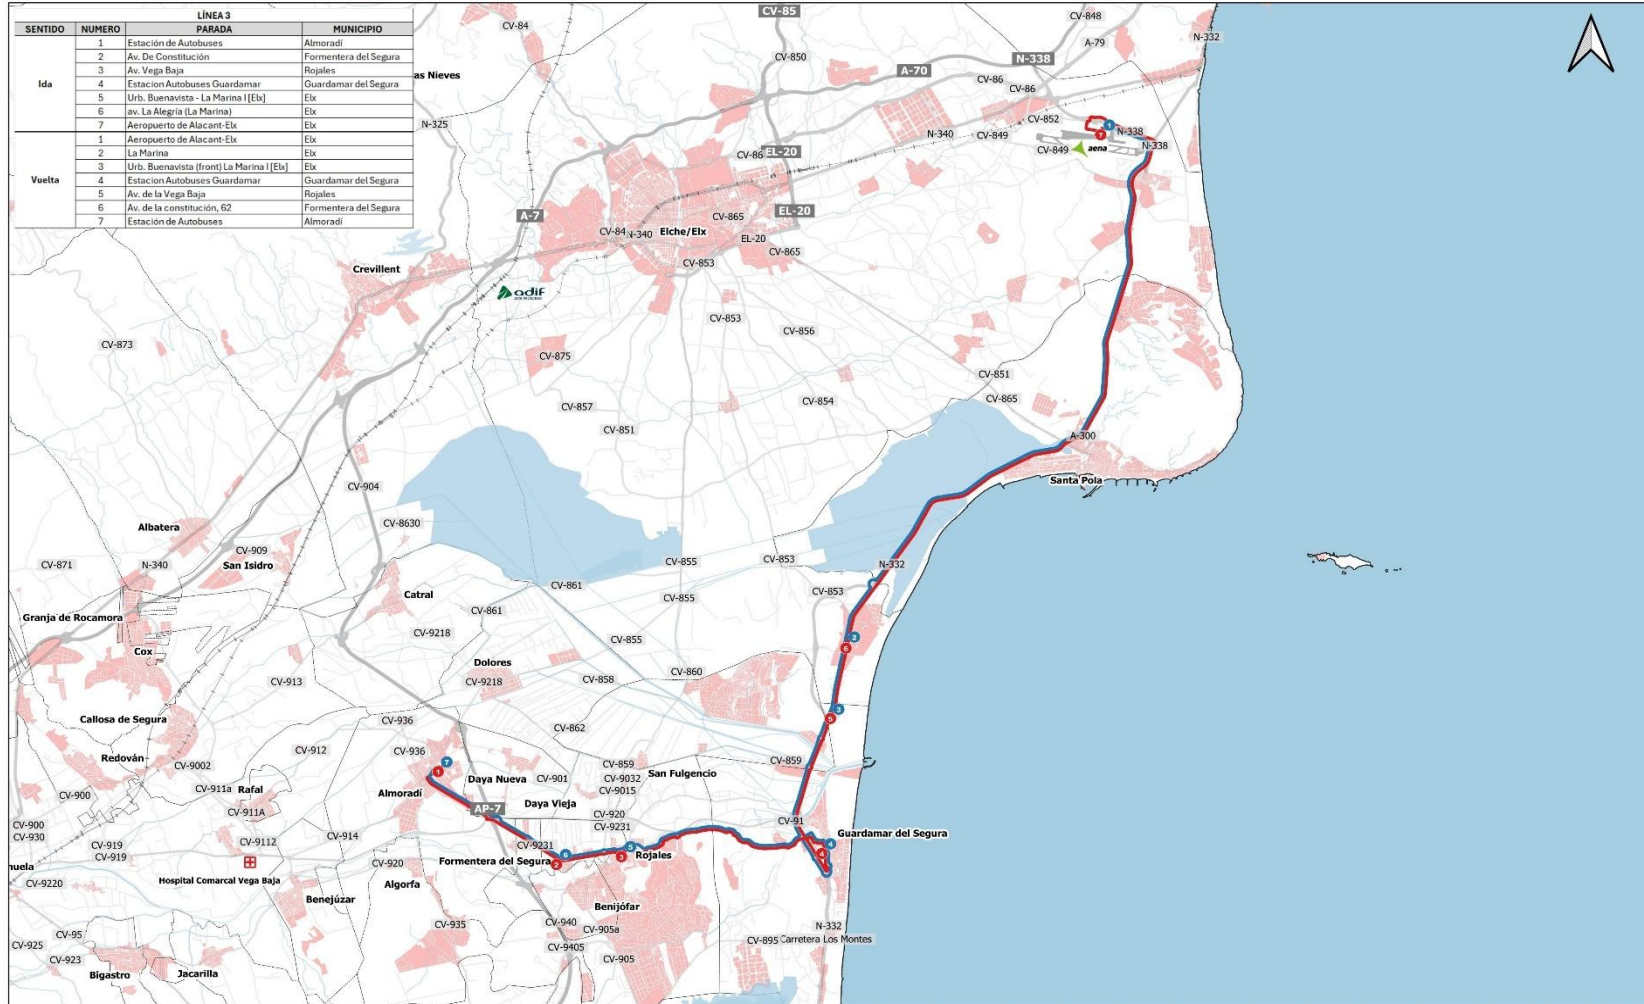 LÍNEA 3
SENTIDO NUMERO PARADA MUNICIPIO
Ida
1 Estación de Autobuses Almoradí
2 Av. De Constitución Formentera del Segura
3 Av. Vega Baja Rojales
4 Estacion Autobuses Guardamar Guardamar del Segura
5 Urb. Buenavista - La Marina I [Elx] Elx
6 av. La Alegría (La Marina) Elx
7 Aeropuerto de Alacant-Elx Elx
Vuelta
1 Aeropuerto de Alacant-Elx Elx
2 La Marina Elx
3 Urb. Buenavista (front) La Marina I [Elx] Elx
4 Estacion Autobuses Guardamar Guardamar del Segura
5 Av. de la Vega Baja Rojales
6 Av. de la constitución, 62 Formentera del Segura
7 Estación de Autobuses Almoradí
CV-85
CV-848
CV-84
N-332
A-79
CV-850
N-338
as Nieves
A-70
CV-86
CV-86
N-325
CV-852
1
N-338
N-340
CV-849
7
N-338
CV-849
aena
CV-86
EL-20
A-7
CV-865
EL-20
CV-84
N-340
Elche/Elx
EL-20
CV-865
CV-853
Crevillent
adif
CV-853
CV-856
CV-873
CV-875
CV-851
CV-857
CV-854
CV-865
CV-851
A-300
Santa Pola
CV-904
Albatera
CV-8630
CV-909
CV-871
N-340
San Isidro
CV-855
CV-853
N-332
CV-861
Catral
CV-855
CV-853
CV-861
Granja de Rocamora
CV-9218
CV-855
2
Cox
6
Dolores
CV-860
CV-913
CV-9218
CV-858
3
Callosa de Segura
CV-936
5
CV-862
CV-912
CV-936
Redován
CV-9002
7
CV-859
CV-859
1
Daya Nueva
CV-901
CV-9032
San Fulgencio
CV-911a
Rafal
CV-9015
CV-900
Almoradí
Daya Vieja
CV-911A
AP-7
CV-920
CV-91
CV-900
CV-9231
CV-930
CV-914
Guardamar del Segura
CV-919
CV-9112
CV-9231
4
5
CV-919
6
Rojales
4
3
nuela
CV-920
Formentera del Segura
2
Hospital Comarcal Vega Baja
CV-9220
Algorfa
Benejúzar
Benijófar
CV-935
CV-940
N-332
CV-95
CV-905a
CV-925
CV-9405
CV-895
Carretera Los Montes
CV-923
CV-905
Bigastro
Jacarilla